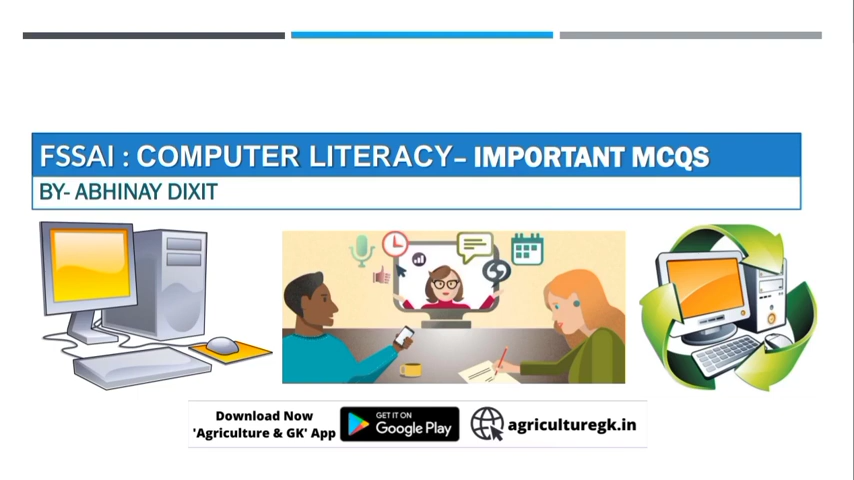 FSSAI : COMPUTER LITERACY– IMPORTANT MCQS
BY- ABHINAY DIXIT
Download Now
'Agriculture & GK' App
GET IT ON
Google Play
agriculturegk.in